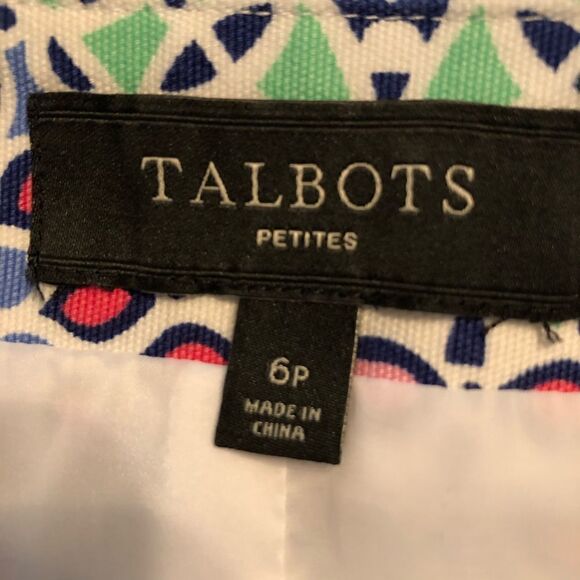 TALBOTS
PETITES
6P
MADE IN
CHINA